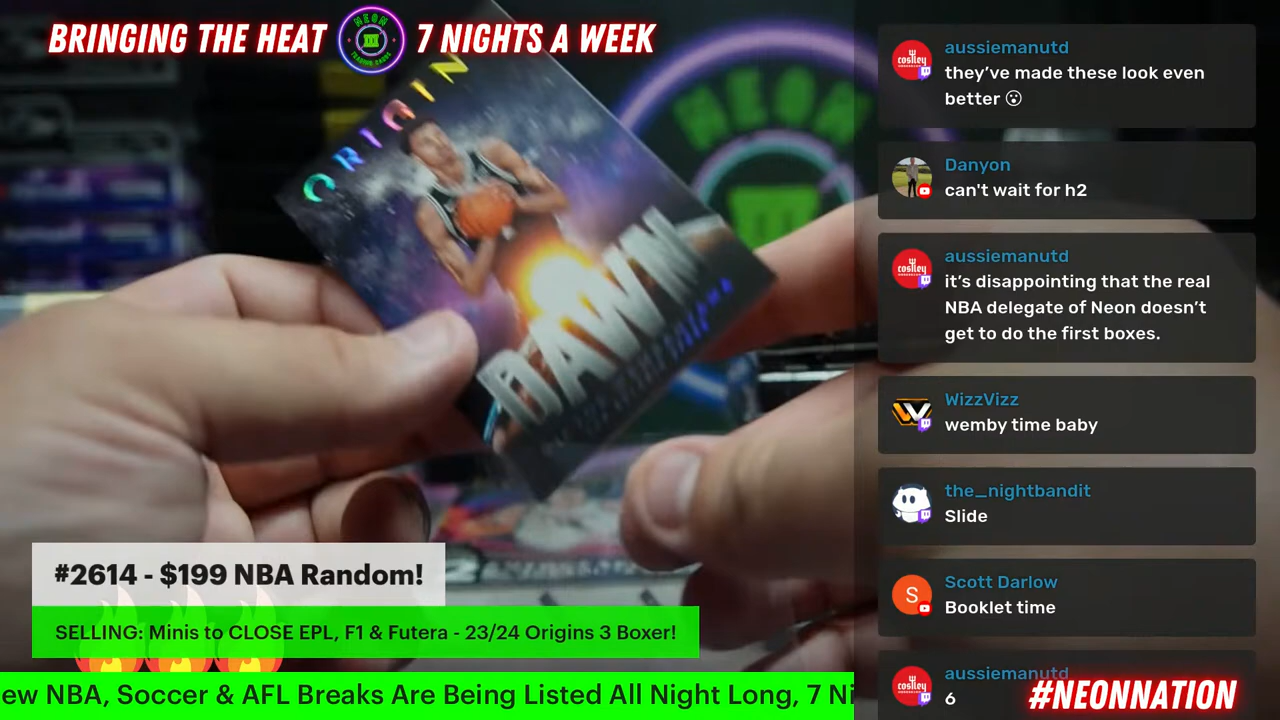 BRINGING THE HEAT
NEON
7 NIGHTS A WEEK
ORIGIN
DAWN
NEON
#2614 - $199 NBA Random!
SELLING: Minis to CLOSE EPL, F1 & Futera - 23/24 Origins 3 Boxer!
ew NBA, Soccer & AFL Breaks Are Being Listed All Night Long, 7 Ni
aussiemanutd
they’ve made these look even
better 😮
Danyon
can't wait for h2
aussiemanutd
it’s disappointing that the real
NBA delegate of Neon doesn’t
get to do the first boxes.
WizzVizz
wemby time baby
the_nightbandit
Slide
S
Scott Darlow
Booklet time
aussiemanutd
6
#NEONNATION